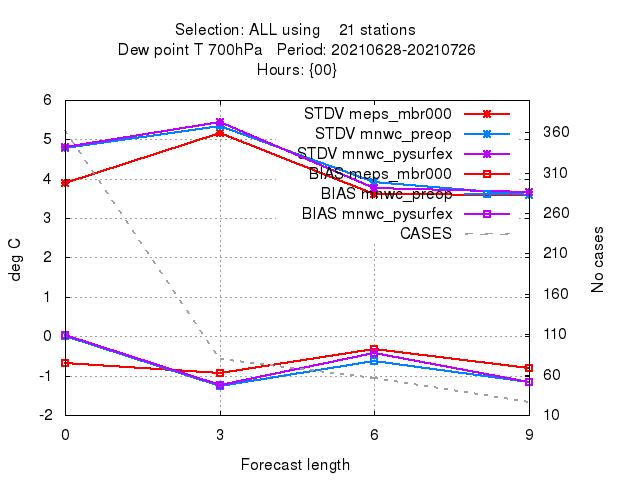 Selection: ALL using 21 stations
Dew point T 700hPa Period: 20210628-20210726
Hours: {00}
STDV meps_mbr000
STDV mnwc_preop
STDV mnwc_pysurfex
BIAS meps_mbr000
BIAS mnwc_preop
BIAS mnwc_pysurfex
CASES
6
5
4
3
2
1
0
-1
-2
deg C
360
310
260
210
160
110
60
10
No cases
0 3 6 9
Forecast length